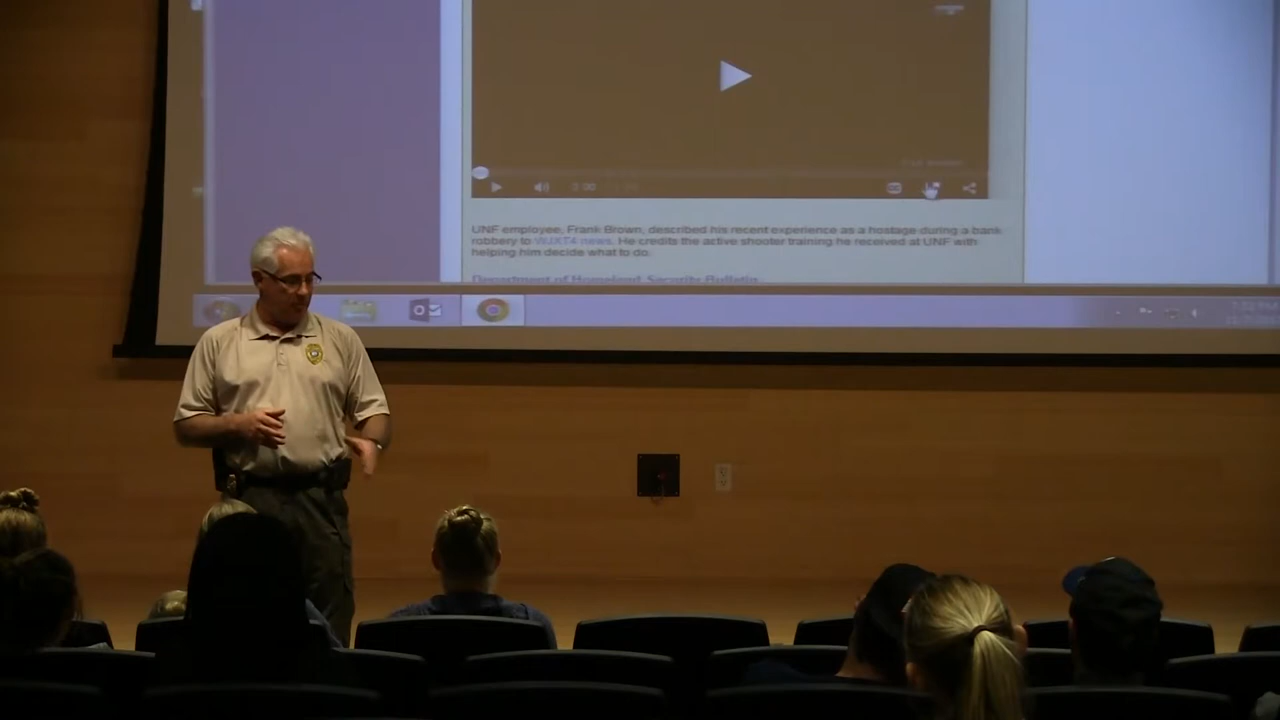 UNF employee, Frank Brown, described his recent experience as a hostage during a bank
robbery to WJXT4 news. He credits the active shooter training he received at UNF with
helping him decide what to do.
Department of Homeland Security Bulletin